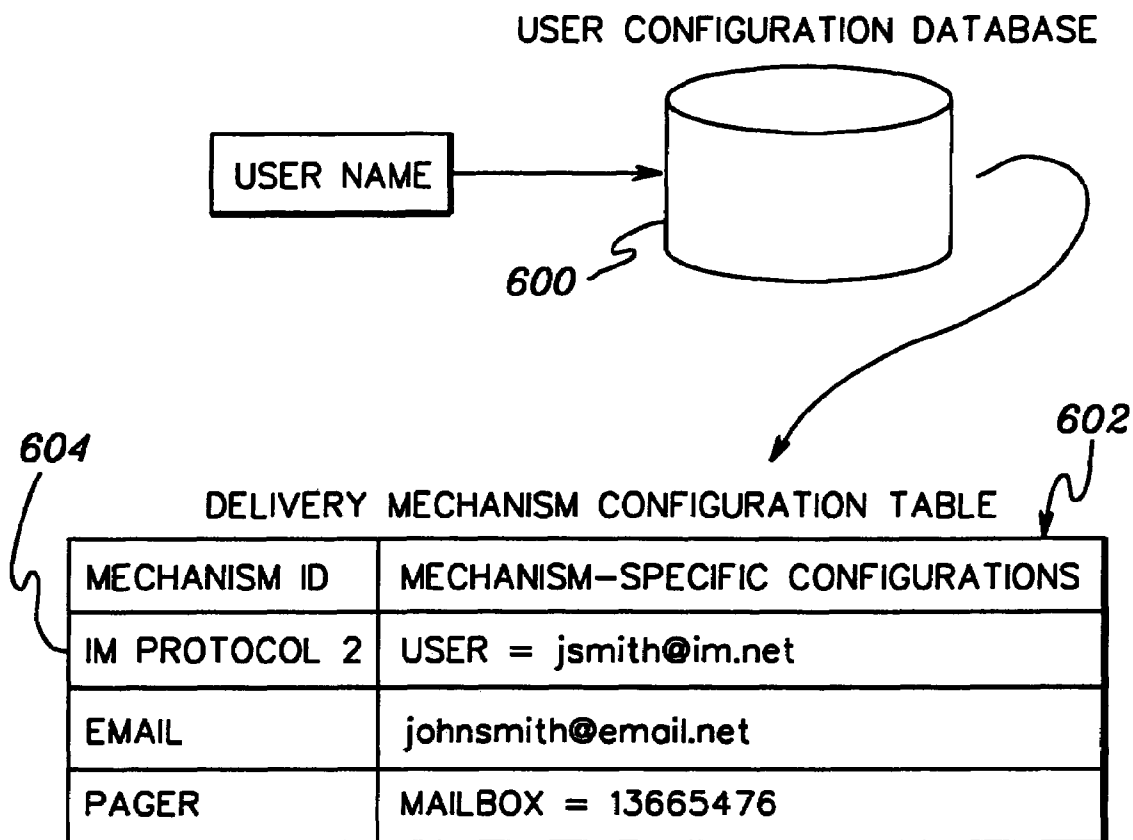 USER CONFIGURATION DATABASE
USER NAME
600
602
604
DELIVERY MECHANISM CONFIGURATION TABLE
MECHANISM ID MECHANISM-SPECIFIC CONFIGURATIONS
IM PROTOCOL 2 USER = jsmith@im.net
EMAIL johnsmith@email.net
PAGER MAILBOX = 13665476